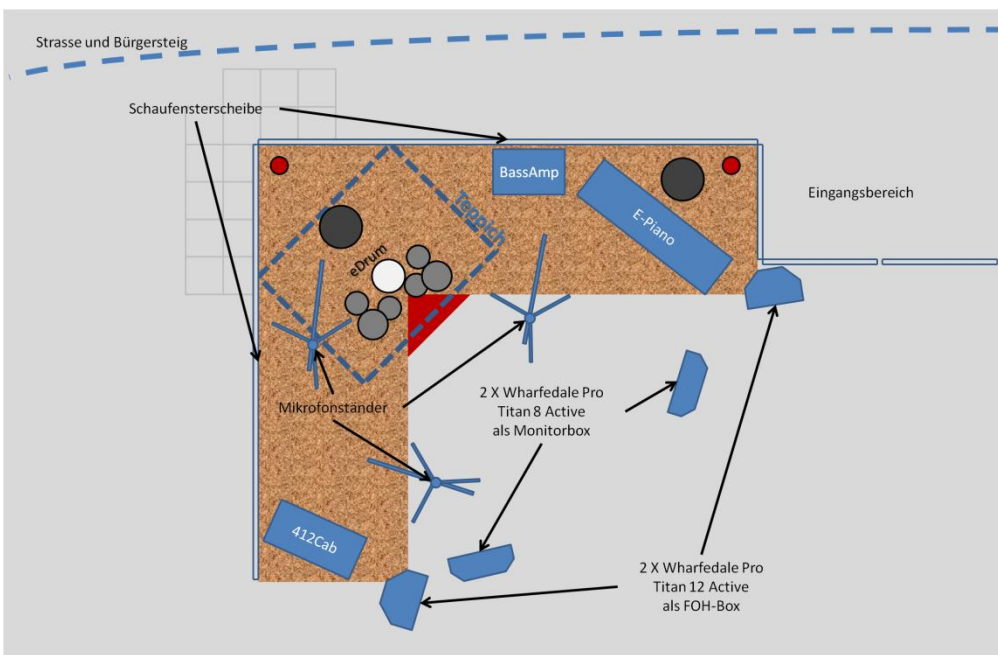 Strasse und Bürgersteig
Schaufensterscheibe
BassAmp
Eingangsbereich
Teppich
E-Piano
eDrum
Mikrofonständer
2 X Wharfedale Pro
Titan 8 Active
als Monitorbox
412Cab
2 X Wharfedale Pro
Titan 12 Active
als FOH-Box